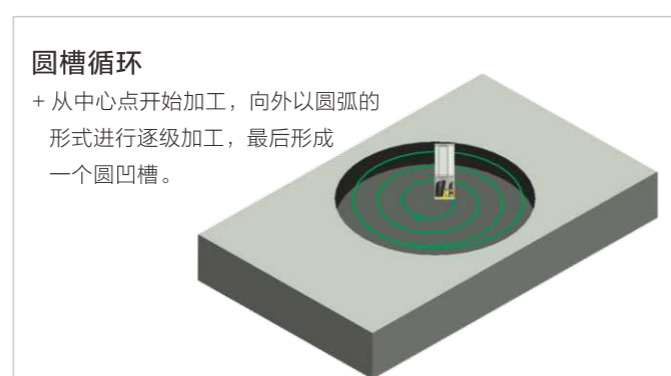 圆槽循环
+ 从中心点开始加工，向外以圆弧的
形式进行逐级加工，最后形成
一个圆凹槽。